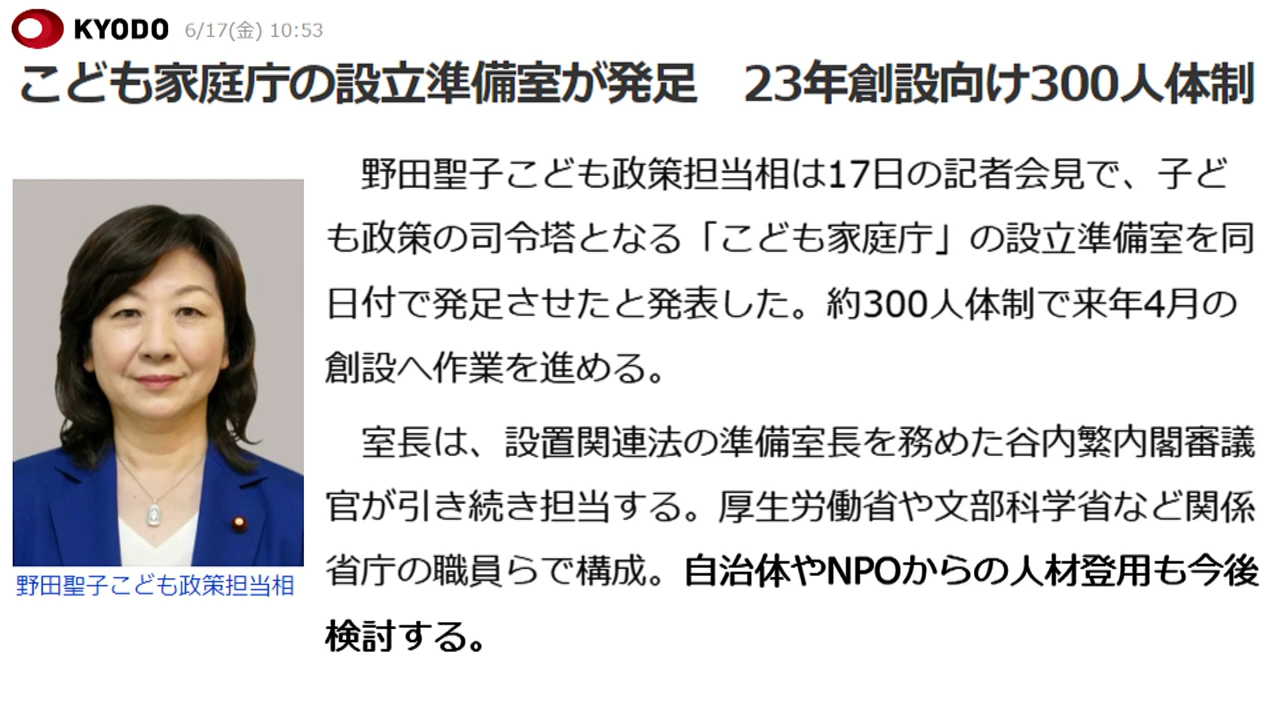 KYODO 6/17(金) 10:53
こども家庭庁の設立準備室が発足　23年創設向け300人体制
　野田聖子こども政策担当相は17日の記者会見で、子ど
も政策の司令塔となる「こども家庭庁」の設立準備室を同
日付で発足させたと発表した。約300人体制で来年4月の
創設へ作業を進める。
　室長は、設置関連法の準備室長を務めた谷内繁内閣審議
官が引き続き担当する。厚生労働省や文部科学省など関係
省庁の職員らで構成。自治体やNPOからの人材登用も今後
検討する。
野田聖子こども政策担当相